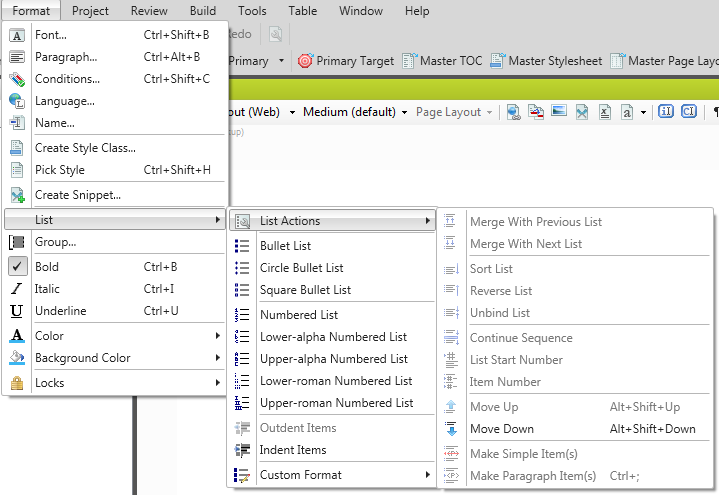 Format Project Review Build Tools Table Window Help
Redo
Primary Primary Target Master TOC Master Stylesheet Master Page Layo
out (Web) Medium (default) Page Layout
kup)
Font... Ctrl+Shift+B
Paragraph... Ctrl+Alt+B
Conditions... Ctrl+Shift+C
Language...
Name...
Create Style Class...
Pick Style Ctrl+Shift+H
Create Snippet...
List
Group...
Bold Ctrl+B
Italic Ctrl+I
Underline Ctrl+U
Color
Background Color
Locks
List Actions
Bullet List
Circle Bullet List
Square Bullet List
Numbered List
Lower-alpha Numbered List
Upper-alpha Numbered List
Lower-roman Numbered List
Upper-roman Numbered List
Outdent Items
Indent Items
Custom Format
Merge With Previous List
Merge With Next List
Sort List
Reverse List
Unbind List
Continue Sequence
List Start Number
Item Number
Move Up Alt+Shift+Up
Move Down Alt+Shift+Down
Make Simple Item(s)
Make Paragraph Item(s) Ctrl+;